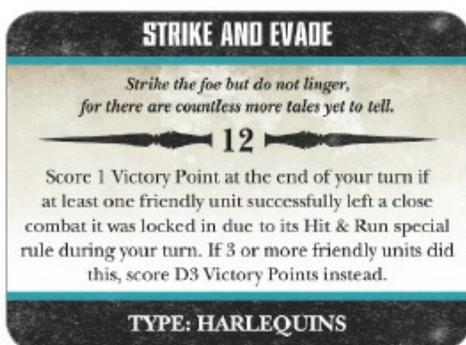 STRIKE AND EVADE
Strike the foe but do not linger,
for there are countless more tales yet to tell.
12
Score 1 Victory Point at the end of your turn if
at least one friendly unit successfully left a close
combat it was locked in due to its Hit & Run special
rule during your turn. If 3 or more friendly units did
this, score D3 Victory Points instead.
TYPE: HARLEQUINS